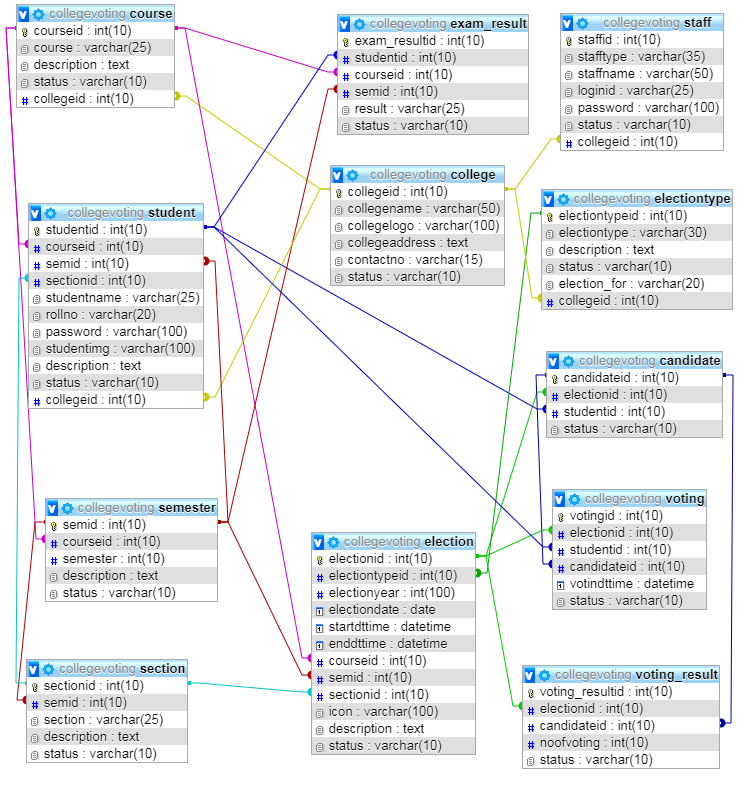 collegevoting course
courseid : int(10)
course : varchar(25)
description : text
status : varchar(10)
collegeid : int(10)
collegevoting exam_result
exam_resultid : int(10)
studentid : int(10)
courseid : int(10)
semid : int(10)
result : varchar(25)
status : varchar(10)
collegevoting staff
staffid : int(10)
stafftype : varchar(35)
staffname : varchar(50)
loginid : varchar(25)
password : varchar(100)
status : varchar(10)
collegeid : int(10)
collegevoting college
collegeid : int(10)
collegename : varchar(50)
collegelogo : varchar(100)
collegeaddress : text
contactno : varchar(15)
status : varchar(10)
collegevoting student
studentid : int(10)
courseid : int(10)
semid : int(10)
sectionid : int(10)
studentname : varchar(25)
rollno : varchar(20)
password : varchar(100)
studentimg : varchar(100)
description : text
status : varchar(10)
collegeid : int(10)
collegevoting electiontype
electiontypeid : int(10)
electiontype : varchar(30)
description : text
status : varchar(10)
election_for : varchar(20)
collegeid : int(10)
collegevoting candidate
candidateid : int(10)
electionid : int(10)
studentid : int(10)
status : varchar(10)
collegevoting semester
semid : int(10)
courseid : int(10)
semester : int(10)
description : text
status : varchar(10)
collegevoting election
electionid : int(10)
electiontypeid : int(10)
electionyear : int(100)
electiondate : date
startdttime : datetime
enddttime : datetime
courseid : int(10)
semid : int(10)
sectionid : int(10)
icon : varchar(100)
description : text
status : varchar(10)
collegevoting voting
votingid : int(10)
electionid : int(10)
studentid : int(10)
candidateid : int(10)
votindttime : datetime
status : varchar(10)
collegevoting section
sectionid : int(10)
semid : int(10)
section : varchar(25)
description : text
status : varchar(10)
collegevoting voting_result
voting_resultid : int(10)
electionid : int(10)
candidateid : int(10)
noofvoting : int(10)
status : varchar(10)